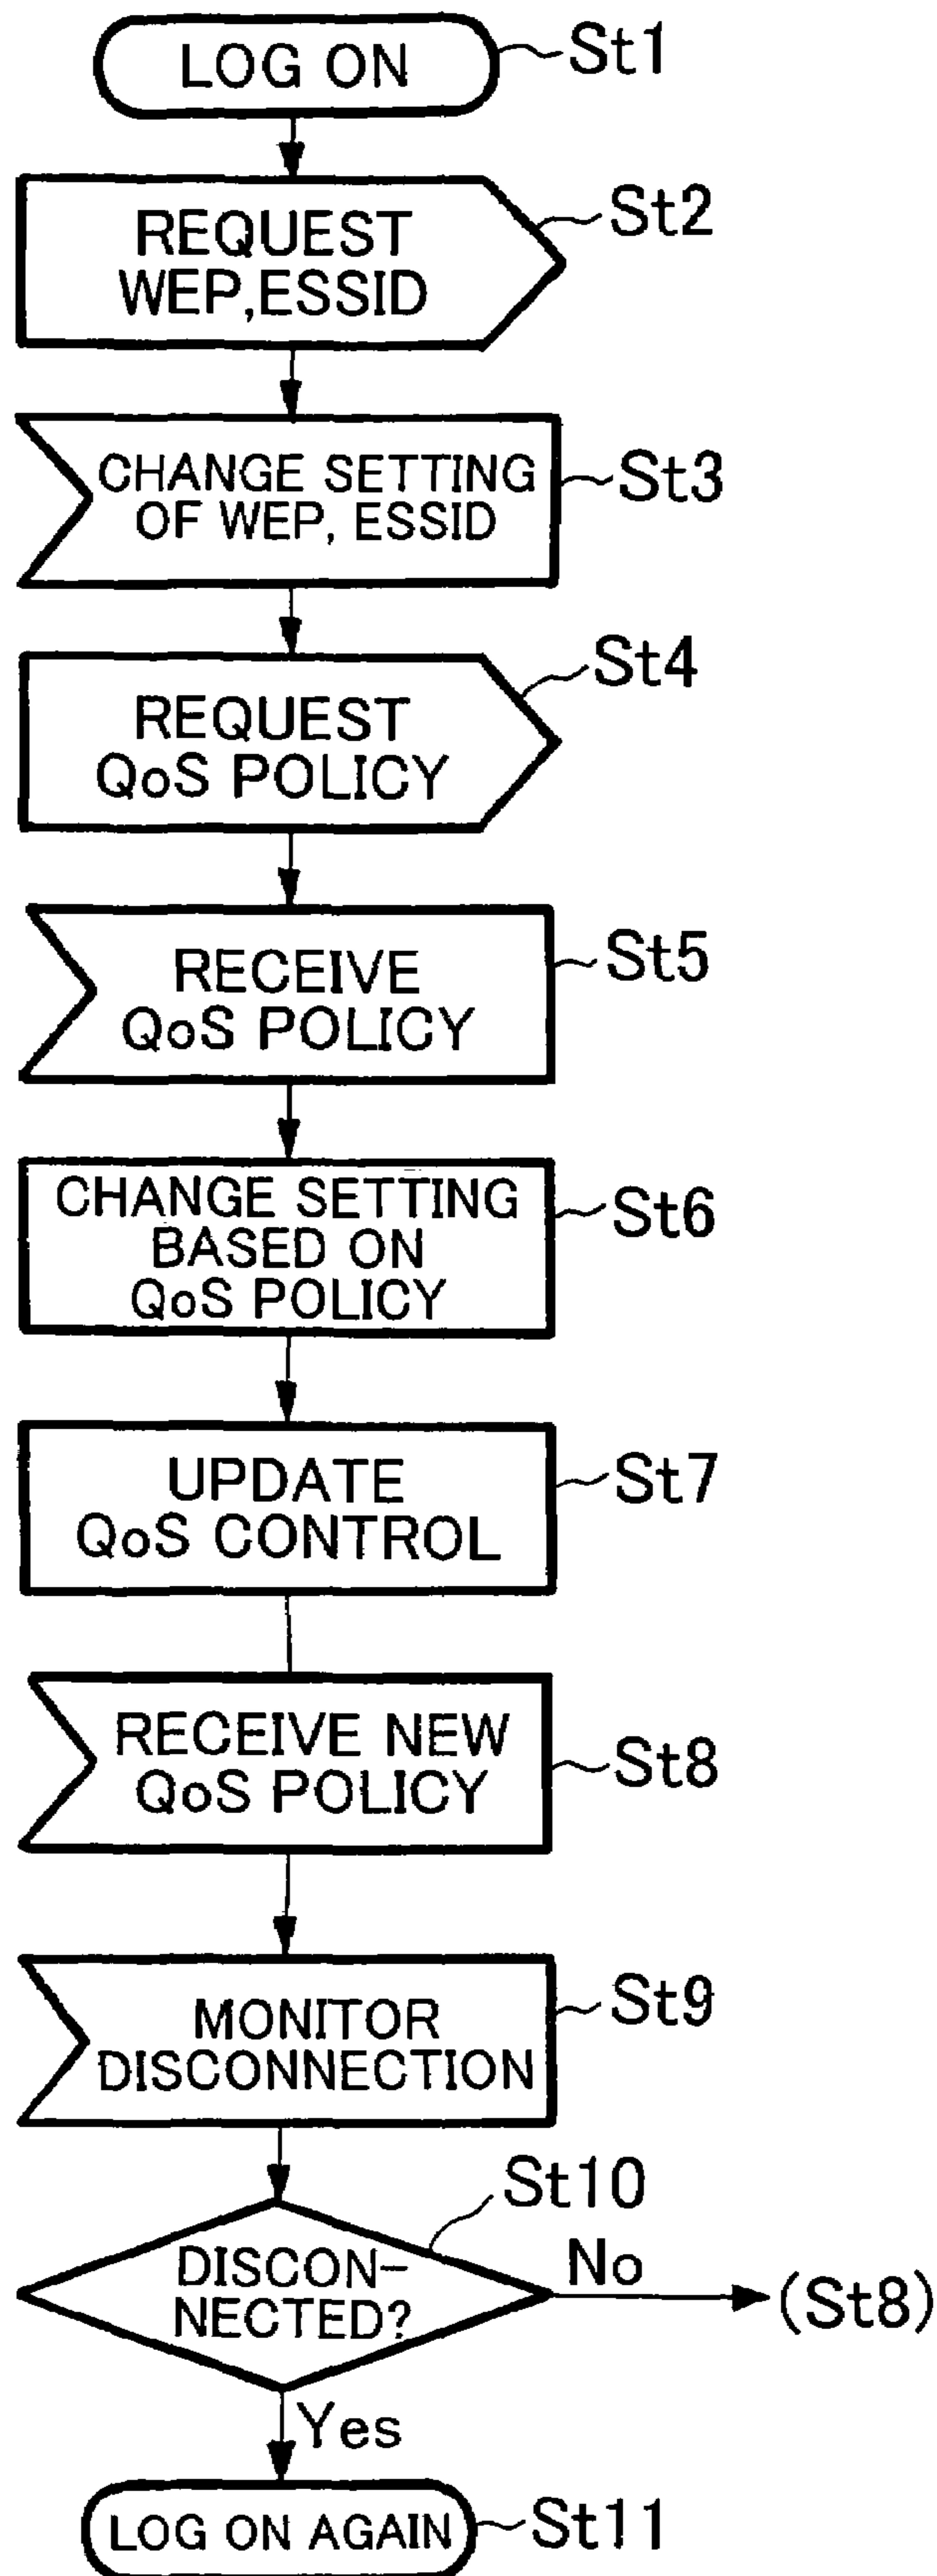 LOG ON
St1
REQUEST
WEP,ESSID
St2
CHANGE SETTING
OF WEP, ESSID
St3
REQUEST
QoS POLICY
St4
RECEIVE
QoS POLICY
St5
CHANGE SETTING
BASED ON
QoS POLICY
St6
UPDATE
QoS CONTROL
St7
RECEIVE NEW
QoS POLICY
St8
MONITOR
DISCONNECTION
St9
St10
DISCON-
NECTED?
No
(St8)
Yes
LOG ON AGAIN
St11